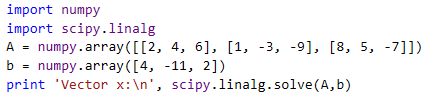 import numpy
import scipy.linalg
A = numpy.array([[2, 4, 6], [1, -3, -9], [8, 5, -7]])
b = numpy.array([4, -11, 2])
print 'Vector x:\n', scipy.linalg.solve(A,b)